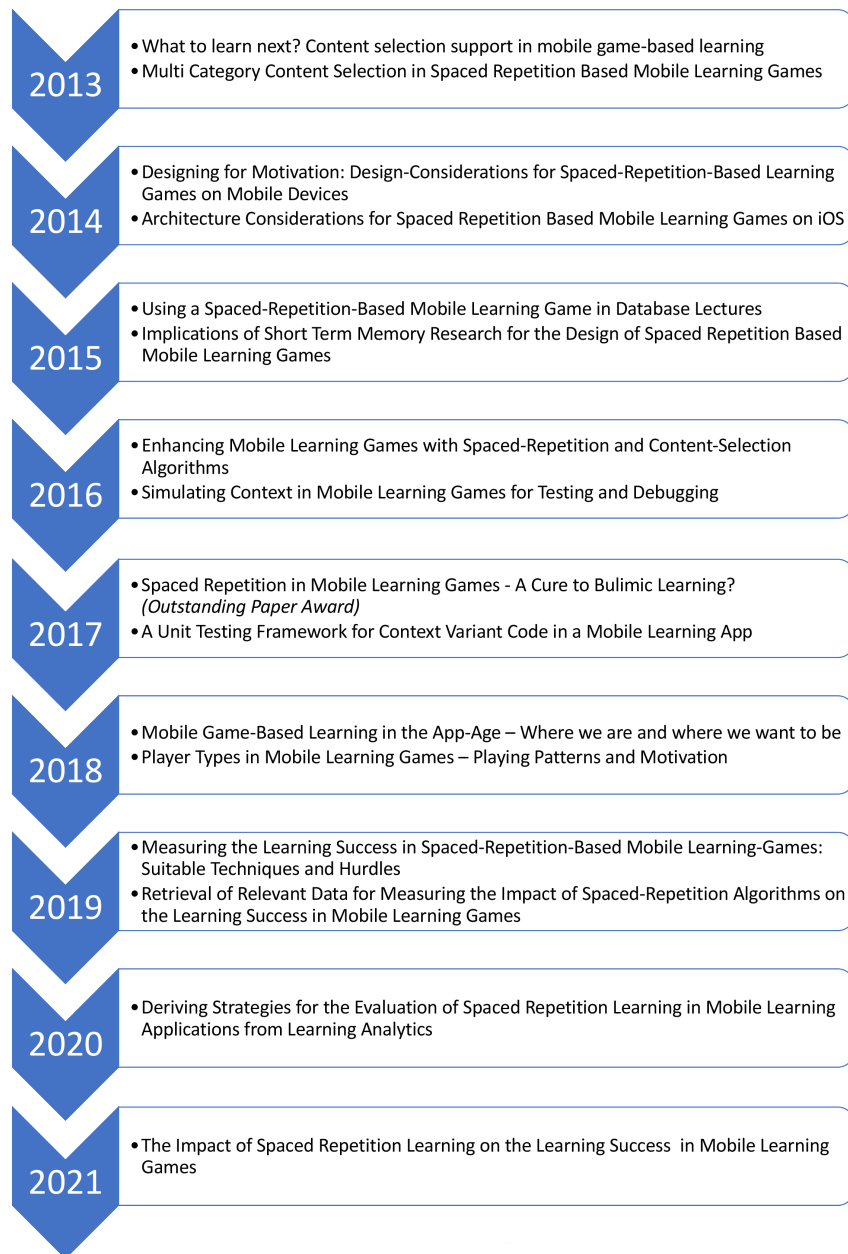 2013
•What to learn next? Content selection support in mobile game-based learning
•Multi Category Content Selection in Spaced Repetition Based Mobile Learning Games
2014
•Designing for Motivation: Design-Considerations for Spaced-Repetition-Based Learning
Games on Mobile Devices
•Architecture Considerations for Spaced Repetition Based Mobile Learning Games on iOS
2015
•Using a Spaced-Repetition-Based Mobile Learning Game in Database Lectures
•Implications of Short Term Memory Research for the Design of Spaced Repetition Based
Mobile Learning Games
2016
•Enhancing Mobile Learning Games with Spaced-Repetition and Content-Selection
Algorithms
•Simulating Context in Mobile Learning Games for Testing and Debugging
2017
•Spaced Repetition in Mobile Learning Games - A Cure to Bulimic Learning?
(Outstanding Paper Award)
•A Unit Testing Framework for Context Variant Code in a Mobile Learning App
2018
•Mobile Game-Based Learning in the App-Age – Where we are and where we want to be
•Player Types in Mobile Learning Games – Playing Patterns and Motivation
2019
•Measuring the Learning Success in Spaced-Repetition-Based Mobile Learning-Games:
Suitable Techniques and Hurdles
•Retrieval of Relevant Data for Measuring the Impact of Spaced-Repetition Algorithms on
the Learning Success in Mobile Learning Games
2020
•Deriving Strategies for the Evaluation of Spaced Repetition Learning in Mobile Learning
Applications from Learning Analytics
2021
•The Impact of Spaced Repetition Learning on the Learning Success  in Mobile Learning
Games